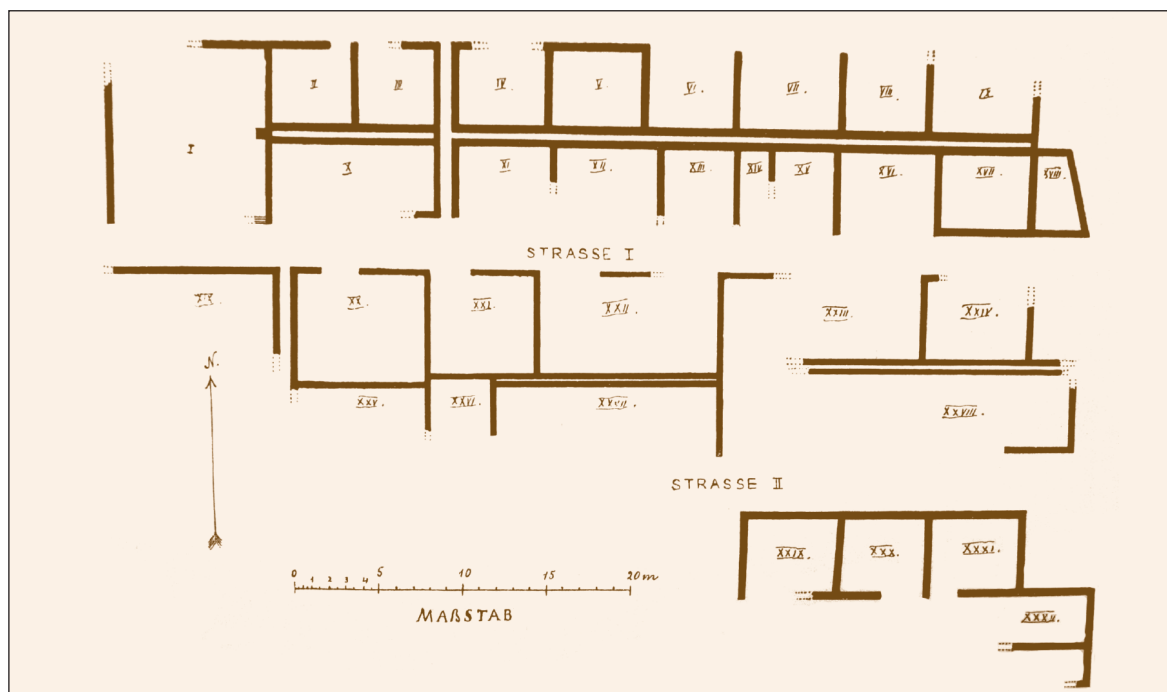 II
III
IV.
V.
VI.
VII.
VIII
IX
I
X
XI
XII.
XIII.
XIV
XV
XVI.
XVII.
XVIII.
STRASSE I
XIX.
XX.
XXI.
XXII.
XXIII.
XXIV.
N.
XXV.
XXVI.
XXVII.
XXVIII.
STRASSE II
XXIX.
XXX.
XXXI.
XXXII.
0 1 2 3 4 5 10 15 20 m
MAẞSTAB